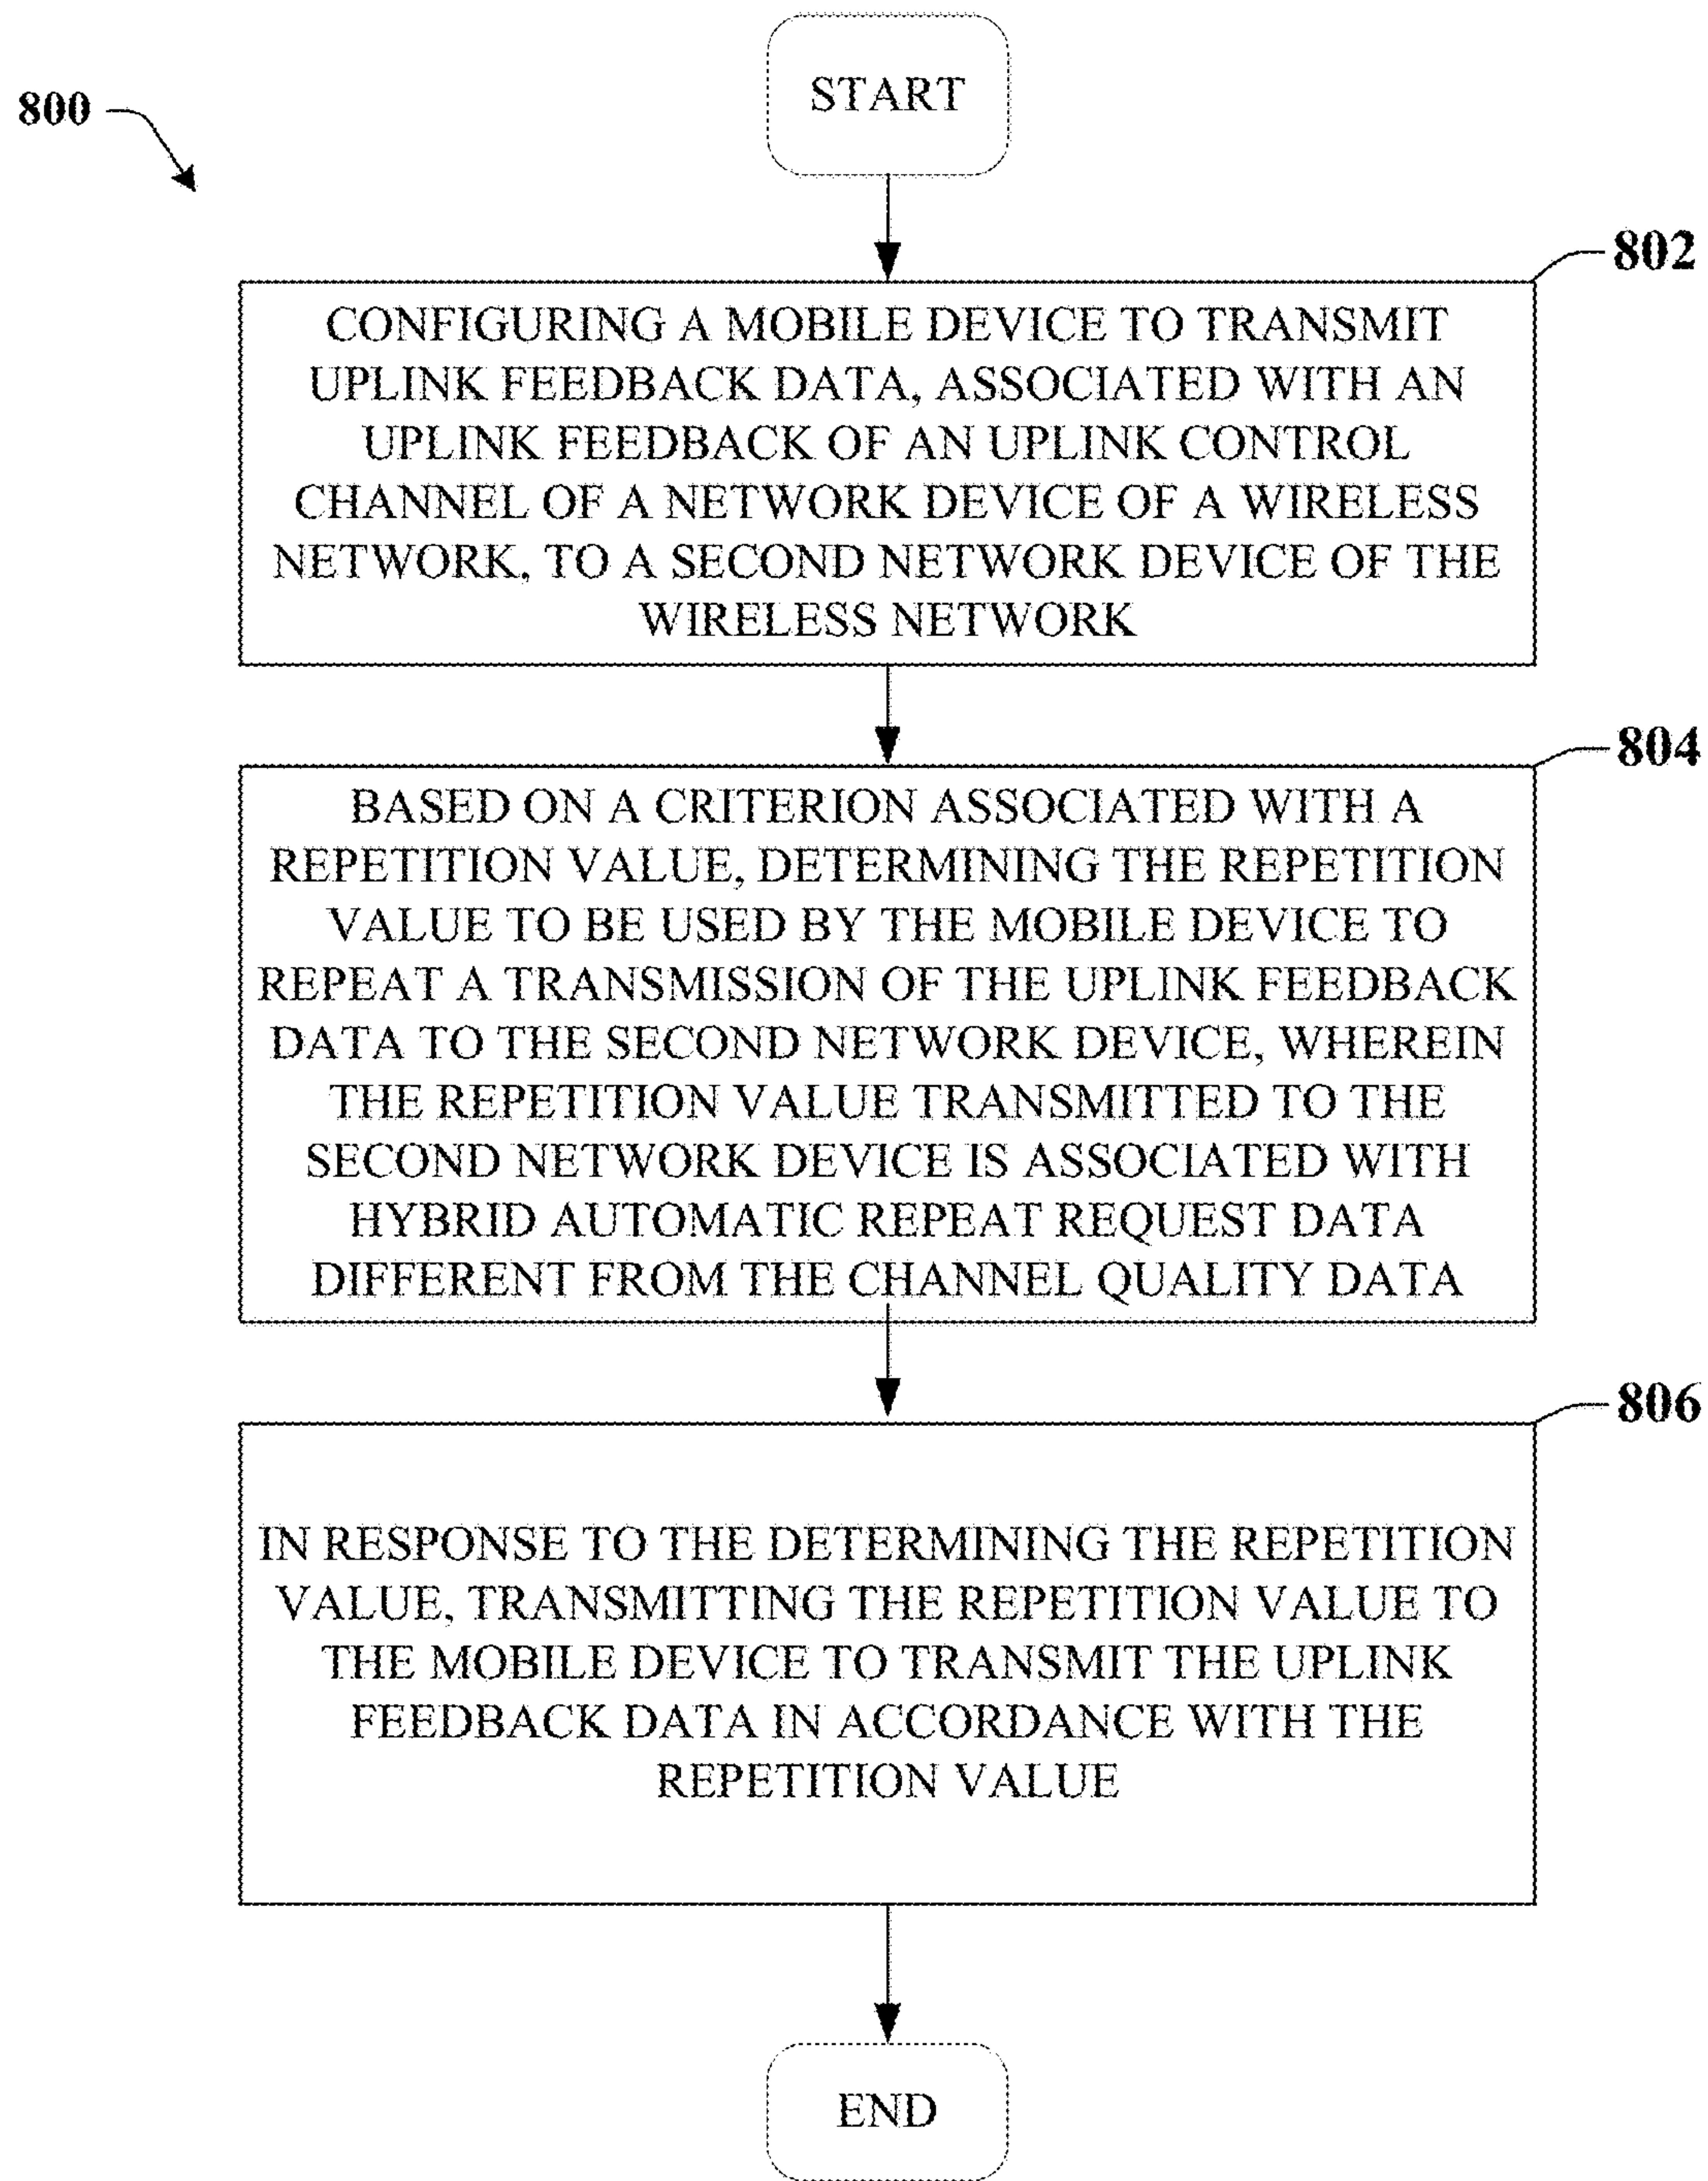 START
800
802
CONFIGURING A MOBILE DEVICE TO TRANSMIT
UPLINK FEEDBACK DATA, ASSOCIATED WITH AN
UPLINK FEEDBACK OF AN UPLINK CONTROL
CHANNEL OF A NETWORK DEVICE OF A WIRELESS
NETWORK, TO A SECOND NETWORK DEVICE OF THE
WIRELESS NETWORK
804
BASED ON A CRITERION ASSOCIATED WITH A
REPETITION VALUE, DETERMINING THE REPETITION
VALUE TO BE USED BY THE MOBILE DEVICE TO
REPEAT A TRANSMISSION OF THE UPLINK FEEDBACK
DATA TO THE SECOND NETWORK DEVICE, WHEREIN
THE REPETITION VALUE TRANSMITTED TO THE
SECOND NETWORK DEVICE IS ASSOCIATED WITH
HYBRID AUTOMATIC REPEAT REQUEST DATA
DIFFERENT FROM THE CHANNEL QUALITY DATA
806
IN RESPONSE TO THE DETERMINING THE REPETITION
VALUE, TRANSMITTING THE REPETITION VALUE TO
THE MOBILE DEVICE TO TRANSMIT THE UPLINK
FEEDBACK DATA IN ACCORDANCE WITH THE
REPETITION VALUE
END